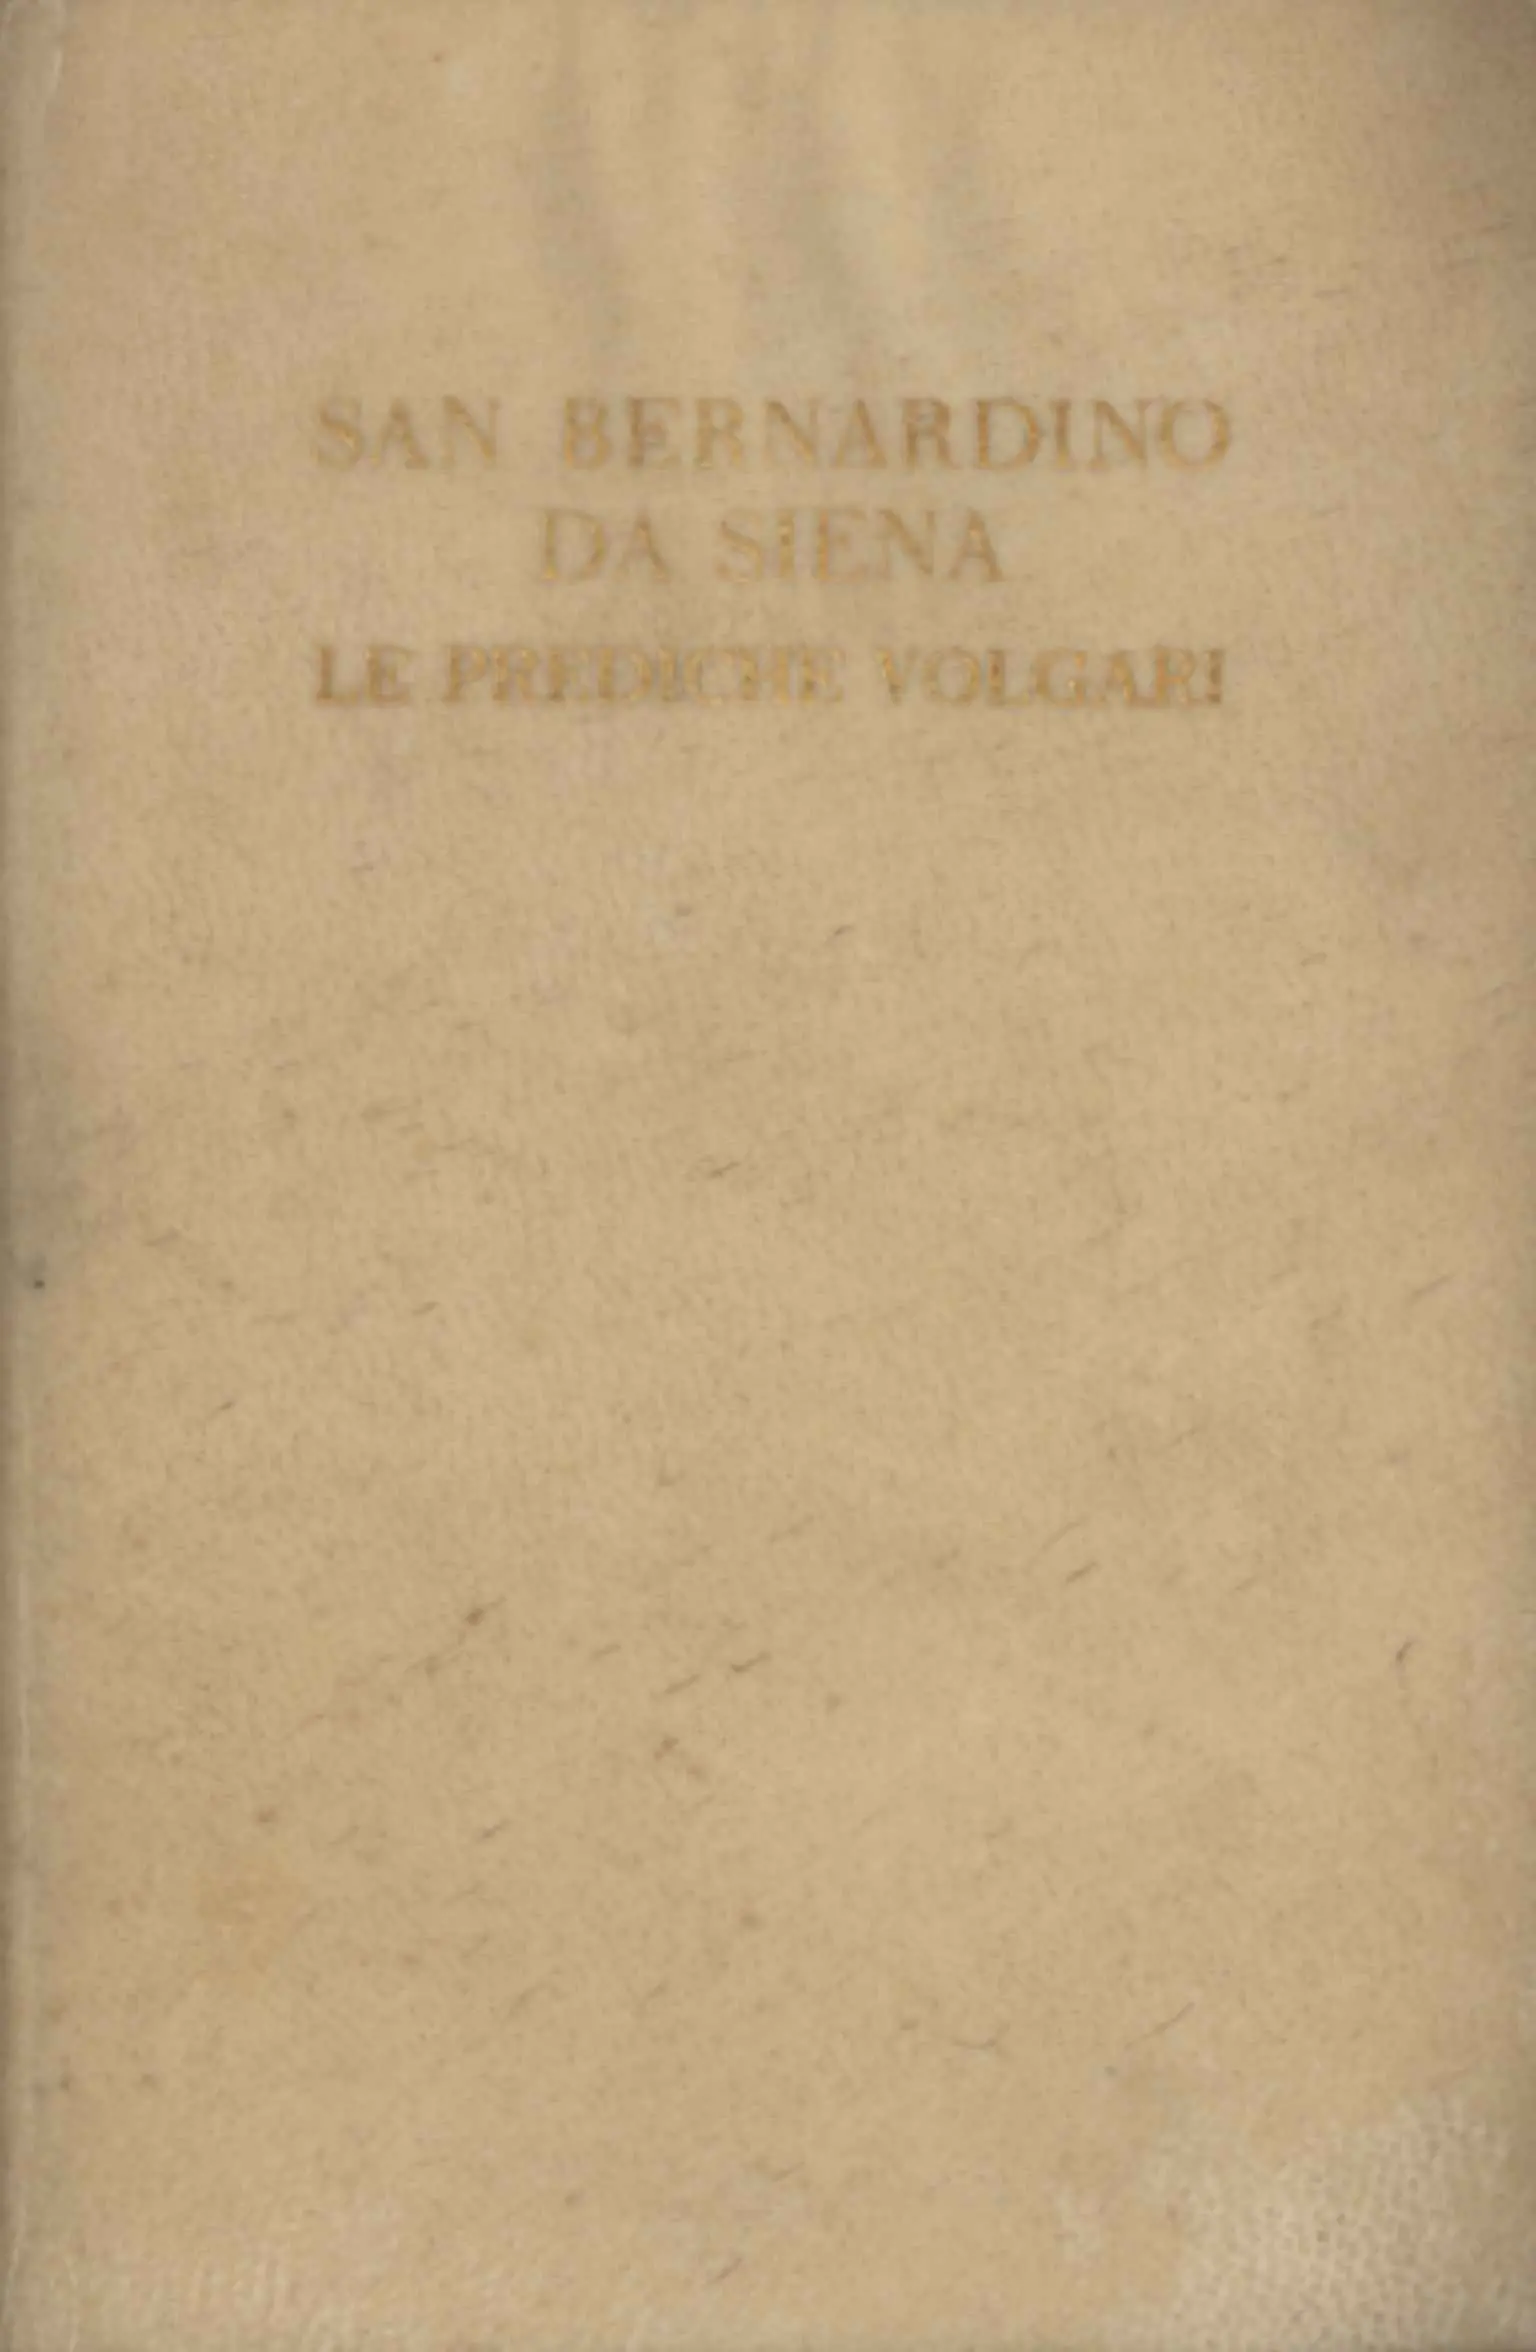 SAN BERNARDINO
DA SIENA
LE PREDICHE VOLGARI